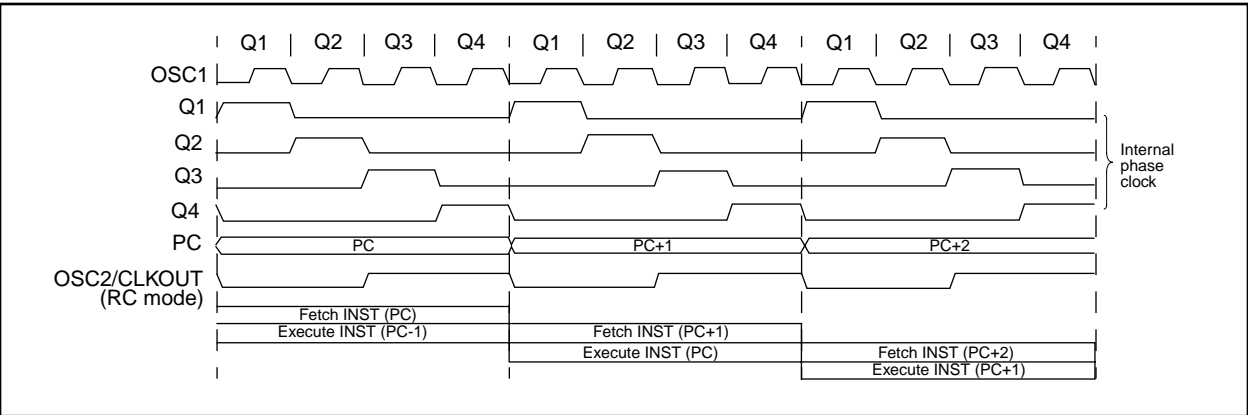 Q1 | Q2 | Q3 | Q4 | Q1 | Q2 | Q3 | Q4 | Q1 | Q2 | Q3 | Q4
OSC1
Q1
Q2
Q3
Q4
Internal
phase
clock
PC PC PC+1 PC+2
OSC2/CLKOUT
(RC mode)
Fetch INST (PC)
Execute INST (PC-1) Fetch INST (PC+1)
Execute INST (PC) Fetch INST (PC+2)
Execute INST (PC+1)